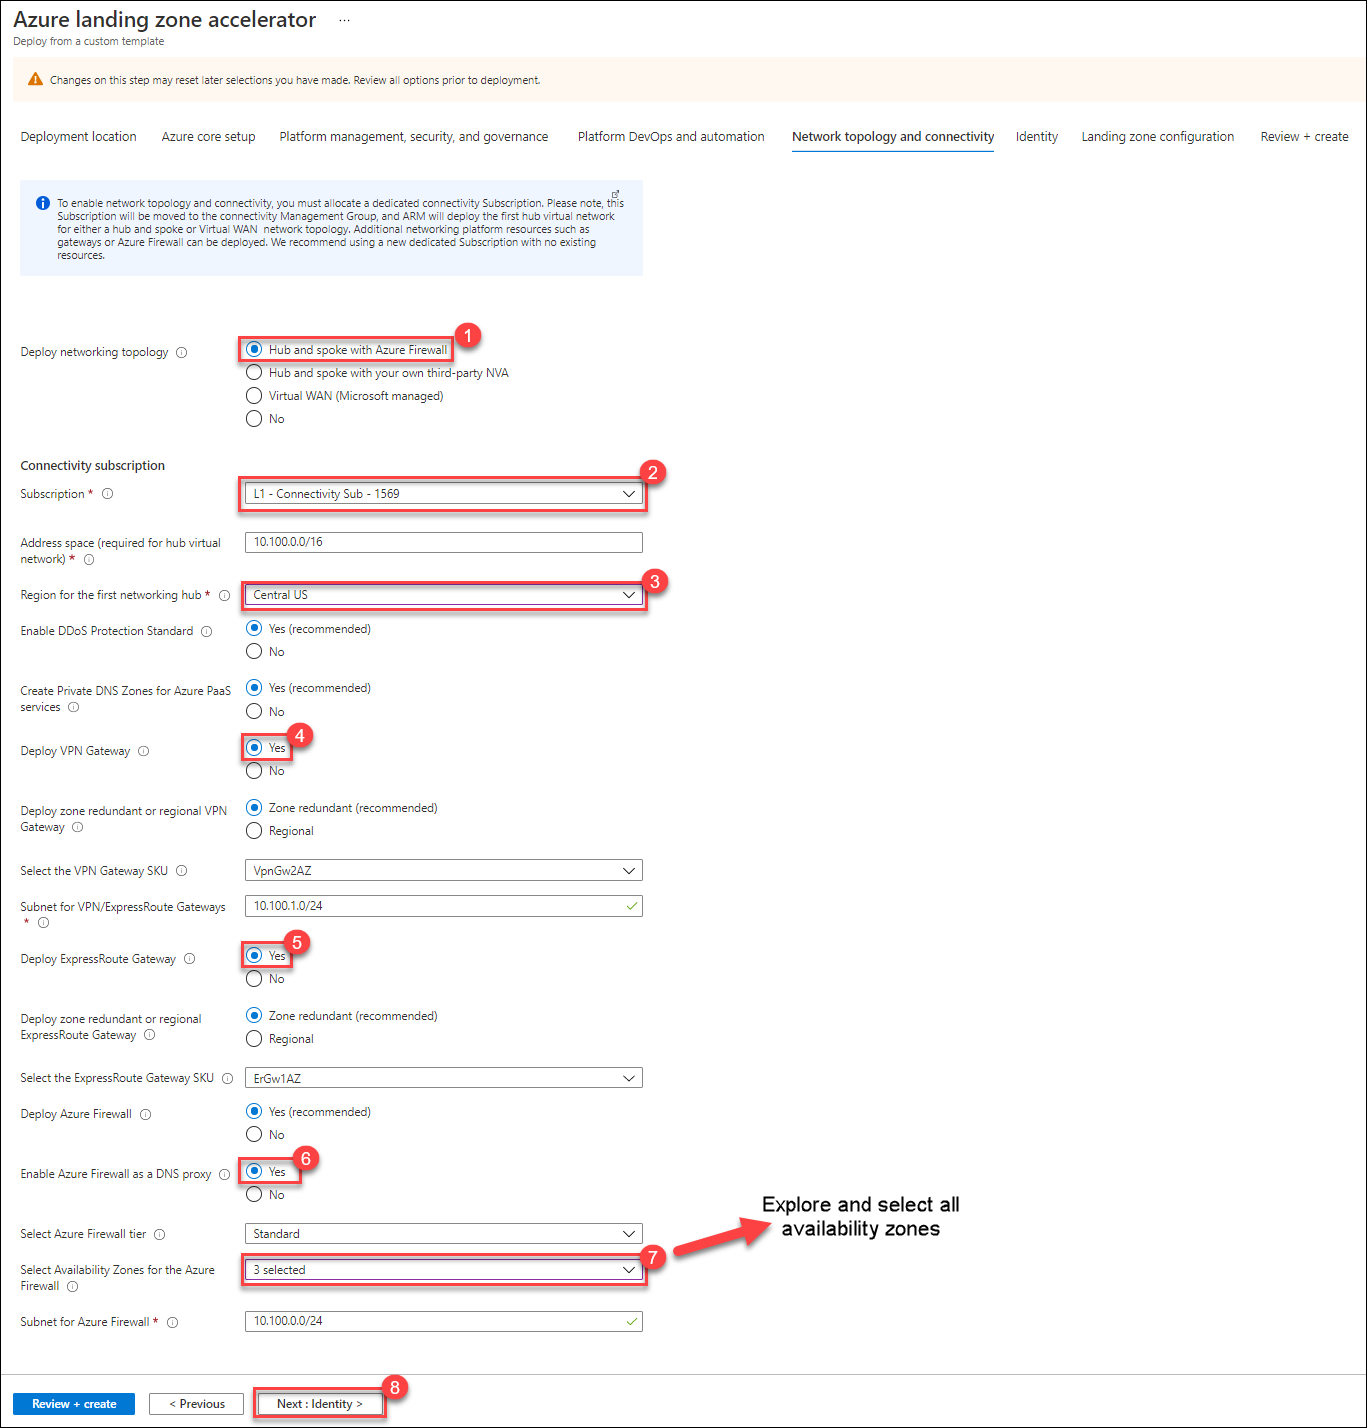 Azure landing zone accelerator ...
Deploy from a custom template
Changes on this step may reset later selections you have made. Review all options prior to deployment.
Deployment location Azure core setup Platform management, security, and governance Platform DevOps and automation Network topology and connectivity Identity Landing zone configuration Review + create
To enable network topology and connectivity, you must allocate a dedicated connectivity Subscription. Please note, this
Subscription will be moved to the connectivity Management Group, and ARM will deploy the first hub virtual network
for either a hub and spoke or Virtual WAN network topology. Additional networking platform resources such as
gateways or Azure Firewall can be deployed. We recommend using a new dedicated Subscription with no existing
resources.
1
Deploy networking topology Hub and spoke with Azure Firewall
Hub and spoke with your own third-party NVA
Virtual WAN (Microsoft managed)
No
Connectivity subscription
2
Subscription * L1 - Connectivity Sub - 1569
Address space (required for hub virtual
network) *
10.100.0.0/16
3
Region for the first networking hub * Central US
Enable DDoS Protection Standard Yes (recommended)
No
Create Private DNS Zones for Azure PaaS
services
Yes (recommended)
No
4
Deploy VPN Gateway Yes
No
Deploy zone redundant or regional VPN
Gateway
Zone redundant (recommended)
Regional
Select the VPN Gateway SKU VpnGw2AZ
Subnet for VPN/ExpressRoute Gateways
*
10.100.1.0/24
5
Deploy ExpressRoute Gateway Yes
No
Deploy zone redundant or regional
ExpressRoute Gateway
Zone redundant (recommended)
Regional
Select the ExpressRoute Gateway SKU ErGw1AZ
Deploy Azure Firewall Yes (recommended)
No
6
Enable Azure Firewall as a DNS proxy Yes
No
Explore and select all
availability zones
Select Azure Firewall tier Standard
7
Select Availability Zones for the Azure
Firewall
3 selected
Subnet for Azure Firewall * 10.100.0.0/24
8
Review + create < Previous Next : Identity >